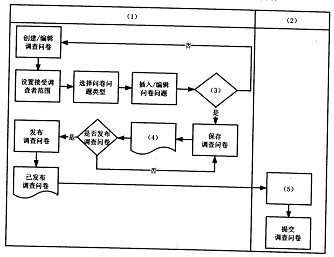 (1)
(2)
创建/编辑
调查问卷
否
设置接受调
查者范围
选择问卷问
题类型
插入/编辑
问卷问题
(3)
是
发布
调查问卷
是
是否发布
调查问卷
(4)
保存
调查问卷
否
已发布
调查问卷
(5)
提交
调查问卷